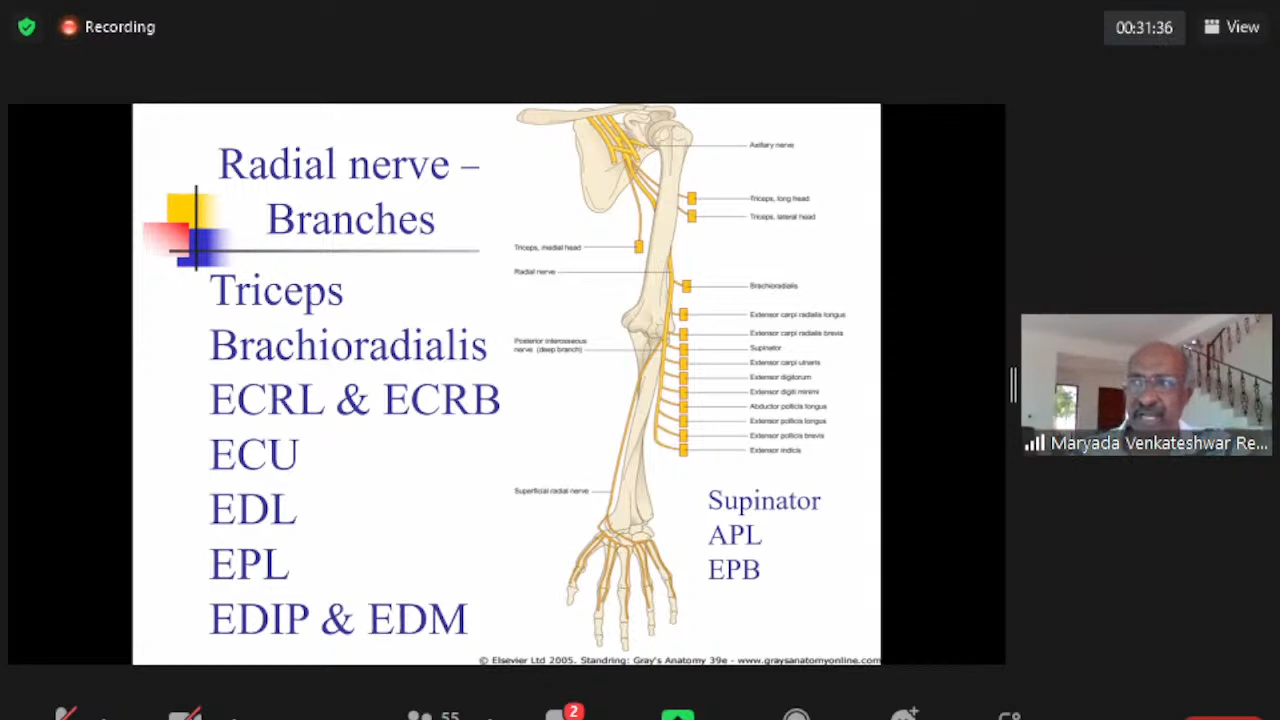 Recording
00:31:36
View
Radial nerve –
Branches
Triceps
Brachioradialis
ECRL & ECRB
ECU
EDL
EPL
EDIP & EDM
Axillary nerve
Triceps, long head
Triceps, lateral head
Triceps, medial head
Radial nerve
Brachioradialis
Extensor carpi radialis longus
Extensor carpi radialis brevis
Posterior interosseous
nerve (deep branch)
Supinator
Extensor carpi ulnaris
Extensor digitorum
Extensor digiti minimi
Abductor pollicis longus
Extensor pollicis longus
Extensor pollicis brevis
Extensor indicis
Superficial radial nerve
Supinator
APL
EPB
© Elsevier Ltd 2005. Standring: Gray's Anatomy 39e - www.graysanatomyonline.com
Maryada Venkateshwar Re...
55
2